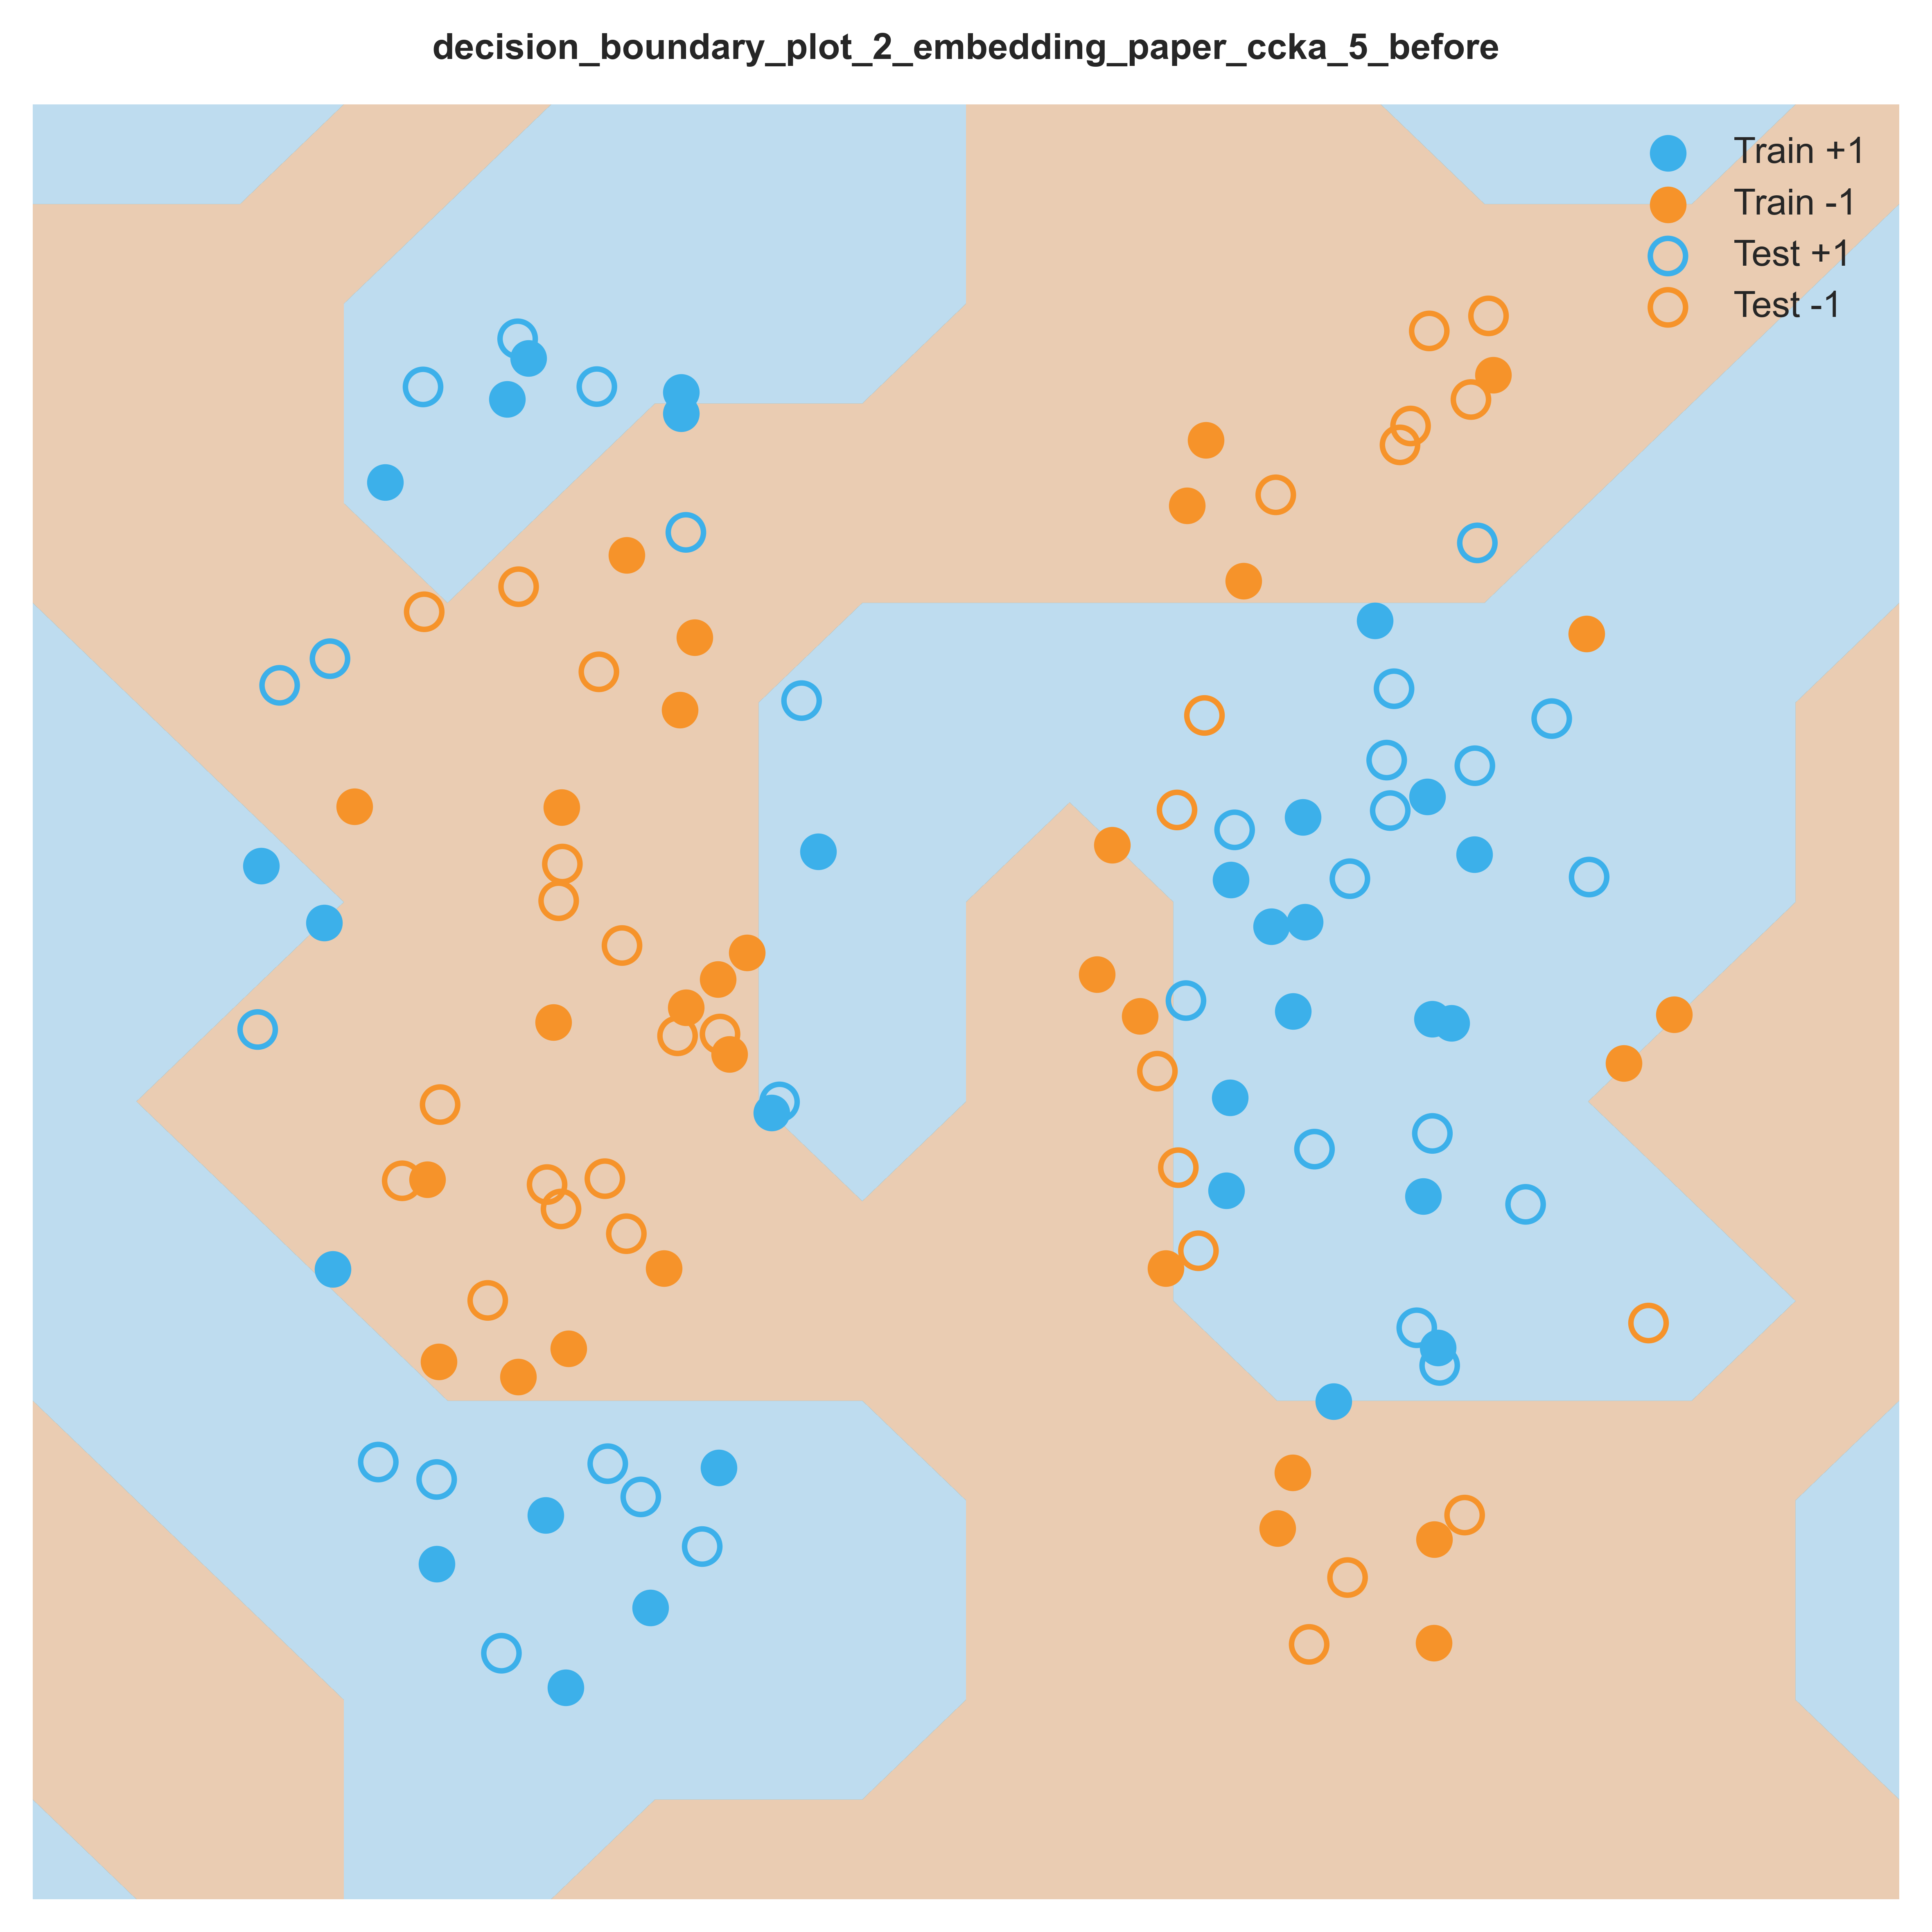 decision_boundary_plot_2_embedding_paper_ccka_5_before
Train +1
Train -1
Test +1
Test -1